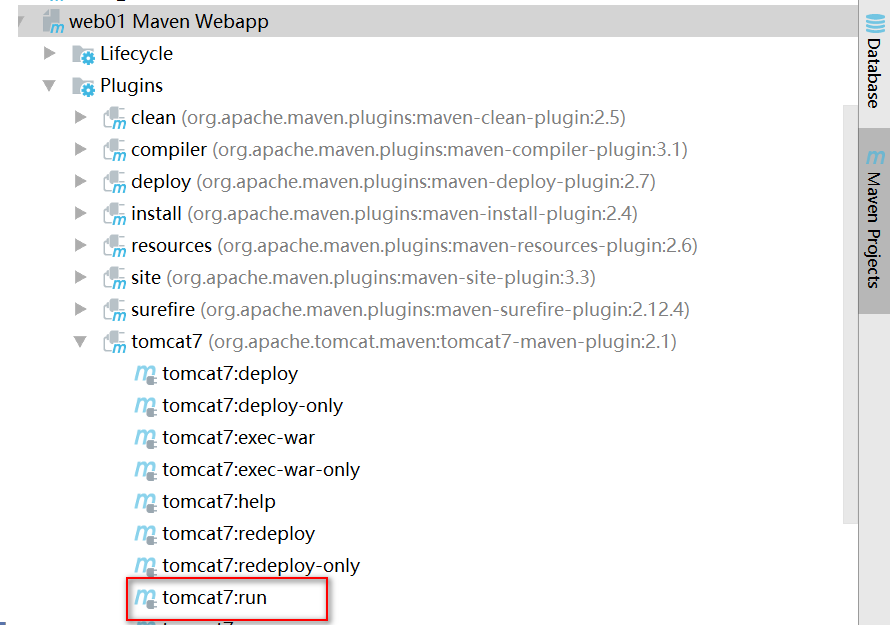 web01 Maven Webapp
Lifecycle
Plugins
clean (org.apache.maven.plugins:maven-clean-plugin:2.5)
compiler (org.apache.maven.plugins:maven-compiler-plugin:3.1)
deploy (org.apache.maven.plugins:maven-deploy-plugin:2.7)
install (org.apache.maven.plugins:maven-install-plugin:2.4)
resources (org.apache.maven.plugins:maven-resources-plugin:2.6)
site (org.apache.maven.plugins:maven-site-plugin:3.3)
surefire (org.apache.maven.plugins:maven-surefire-plugin:2.12.4)
tomcat7 (org.apache.tomcat.maven:tomcat7-maven-plugin:2.1)
tomcat7:deploy
tomcat7:deploy-only
tomcat7:exec-war
tomcat7:exec-war-only
tomcat7:help
tomcat7:redeploy
tomcat7:redeploy-only
tomcat7:run
Database
Maven Projects